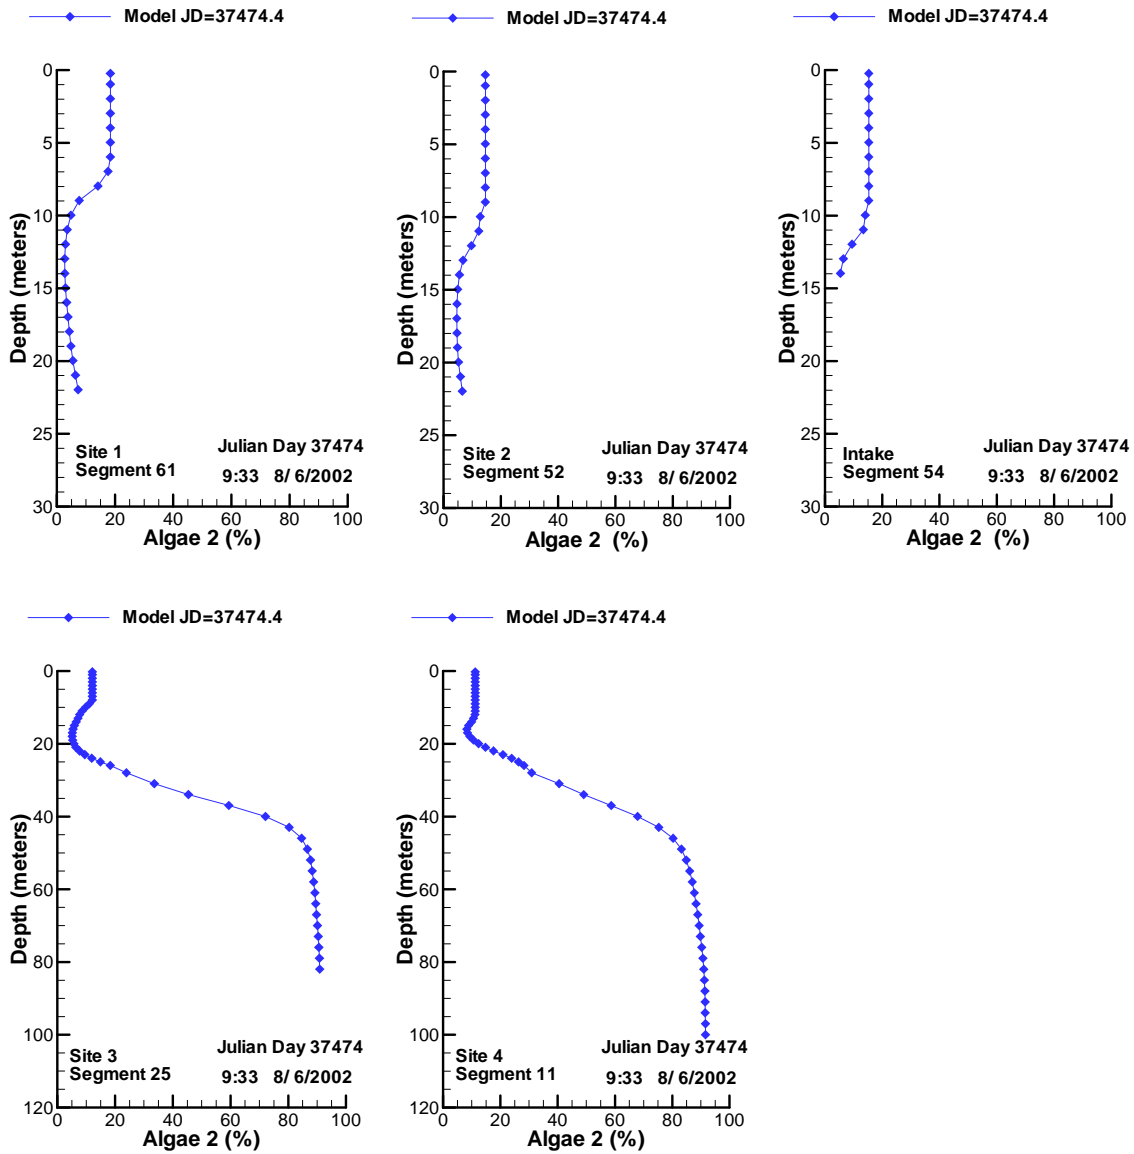 Model JD=37474.4
0
5
10
15
20
25
30
Depth (meters)
Site 1
Segment 61
Julian Day 37474
9:33 8/ 6/2002
0 20 40 60 80 100
Algae 2 (%)
Model JD=37474.4
0
5
10
15
20
25
30
Depth (meters)
Site 2
Segment 52
Julian Day 37474
9:33 8/ 6/2002
0 20 40 60 80 100
Algae 2 (%)
Model JD=37474.4
0
5
10
15
20
25
30
Depth (meters)
Intake
Segment 54
Julian Day 37474
9:33 8/ 6/2002
0 20 40 60 80 100
Algae 2 (%)
Model JD=37474.4
0
20
40
60
80
100
120
Depth (meters)
Site 3
Segment 25
Julian Day 37474
9:33 8/ 6/2002
0 20 40 60 80 100
Algae 2 (%)
Model JD=37474.4
0
20
40
60
80
100
120
Depth (meters)
Site 4
Segment 11
Julian Day 37474
9:33 8/ 6/2002
0 20 40 60 80 100
Algae 2 (%)